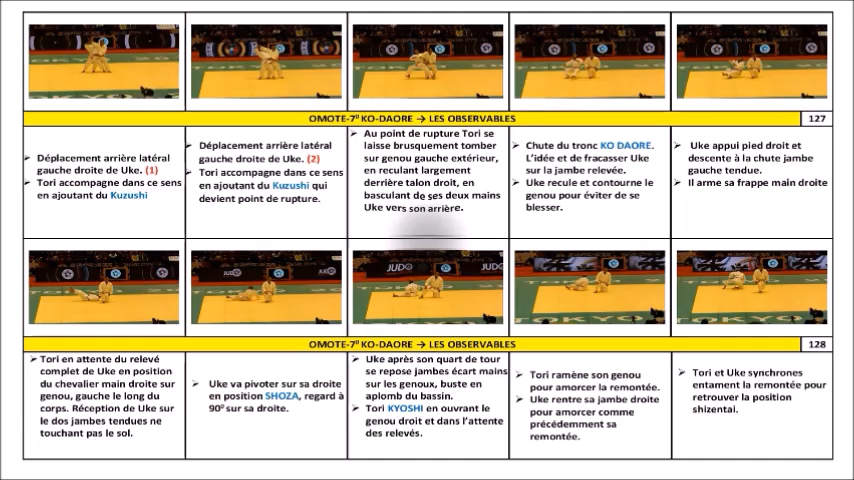 OMOTE-7⁰ KO-DAORE → LES OBSERVABLES
127
➢ Déplacement arrière latéral
gauche droite de Uke. (1)
➢ Tori accompagne dans ce sens
en ajoutant du Kuzushi
➢ Déplacement arrière latéral
gauche droite de Uke. (2)
➢ Tori accompagne dans ce sens
en ajoutant du Kuzushi qui
devient point de rupture.
➢ Au point de rupture Tori se
laisse brusquement tomber
sur genou gauche extérieur,
en reculant largement
derrière talon droit, en
basculant de ses deux mains
Uke vers son arrière.
➢ Chute du tronc KO DAORE.
L'idée et de fracasser Uke
sur la jambe relevée.
➢ Uke recule et contourne le
genou pour éviter de se
blesser.
➢ Uke appui pied droit et
descente à la chute jambe
gauche tendue.
➢ Il arme sa frappe main droite
JUDO
JUDO
JUDO
OMOTE-7⁰ KO-DAORE → LES OBSERVABLES
128
➢ Tori en attente du relevé
complet de Uke en position
du chevalier main droite sur
genou, gauche le long du
corps. Réception de Uke sur
le dos jambes tendues ne
touchant pas le sol.
➢ Uke va pivoter sur sa droite
en position SHOZA, regard à
90⁰ sur sa droite.
➢ Uke après son quart de tour
se repose jambes écart mains
sur les genoux, buste en
aplomb du bassin.
➢ Tori KYOSHI en ouvrant le
genou droit et dans l'attente
des relevés.
➢ Tori ramène son genou
pour amorcer la remontée.
➢ Uke rentre sa jambe droite
pour amorcer comme
précédemment sa
remontée.
➢ Tori et Uke synchrones
entament la remontée pour
retrouver la position
shizentai.